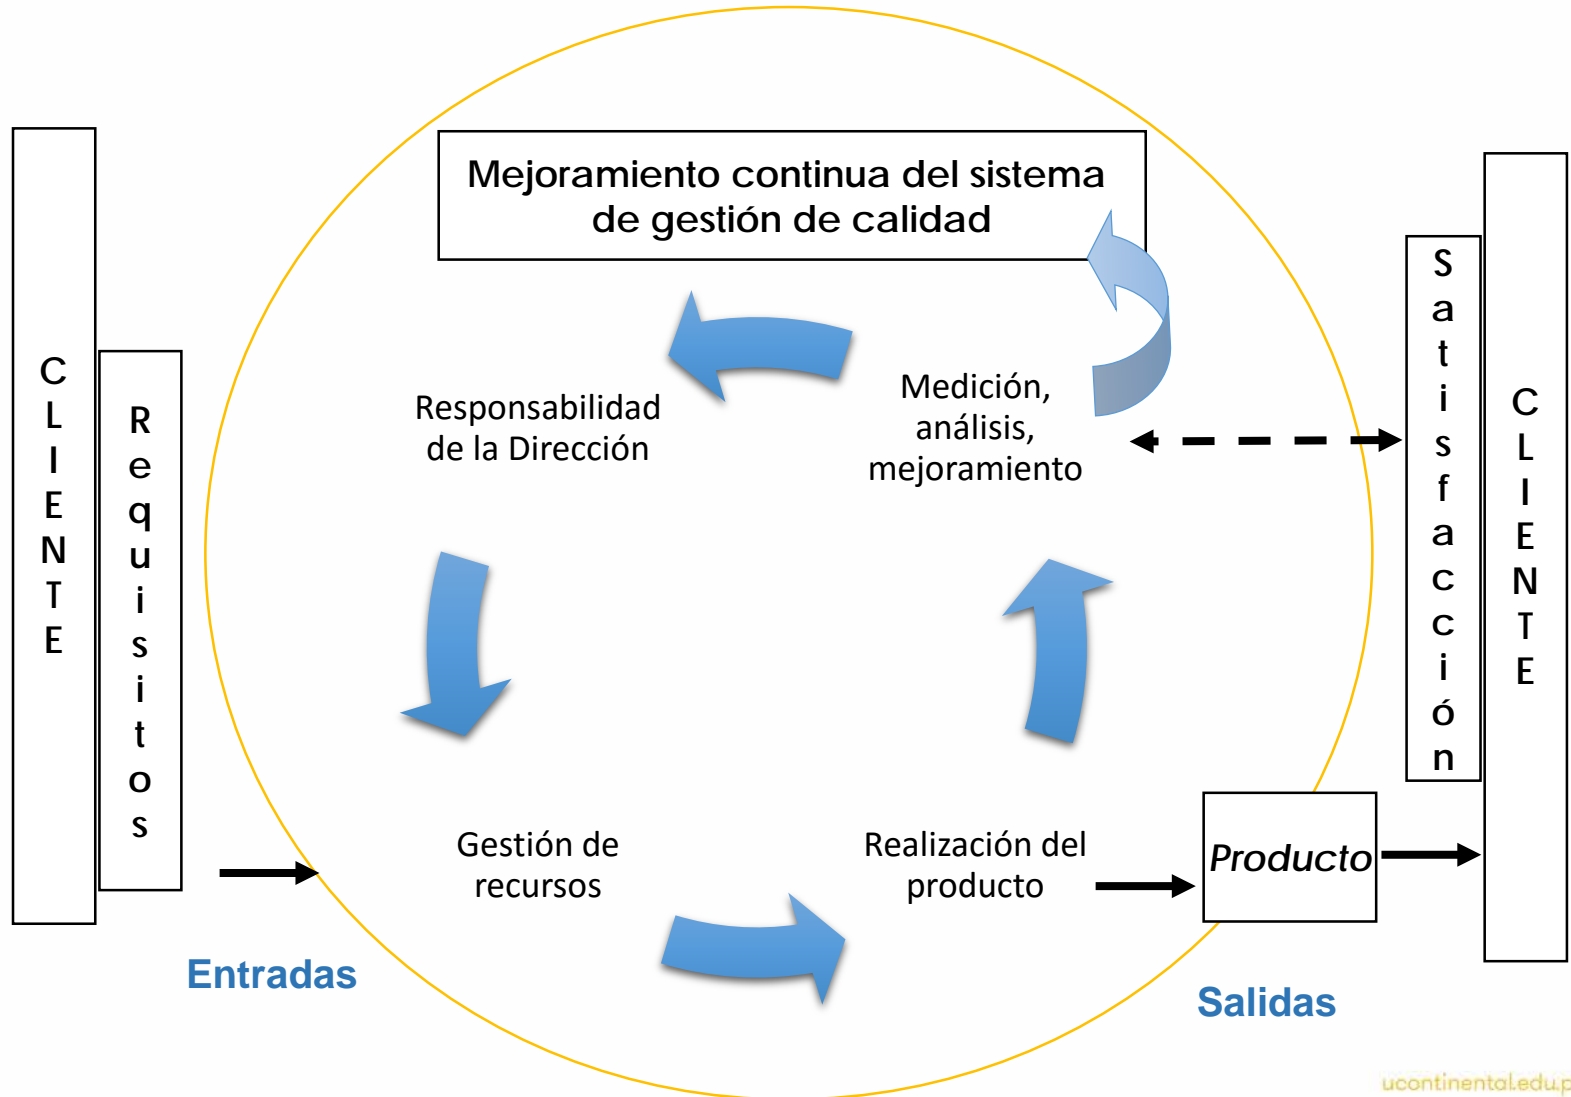 Mejoramiento continua del sistema
de gestión de calidad
CLIENTE
Requisitos
Responsabilidad
de la Dirección
Medición,
análisis,
mejoramiento
Satisfacción
CLIENTE
Gestión de
recursos
Realización del
producto
Producto
Entradas
Salidas
ucontinental.edu.p